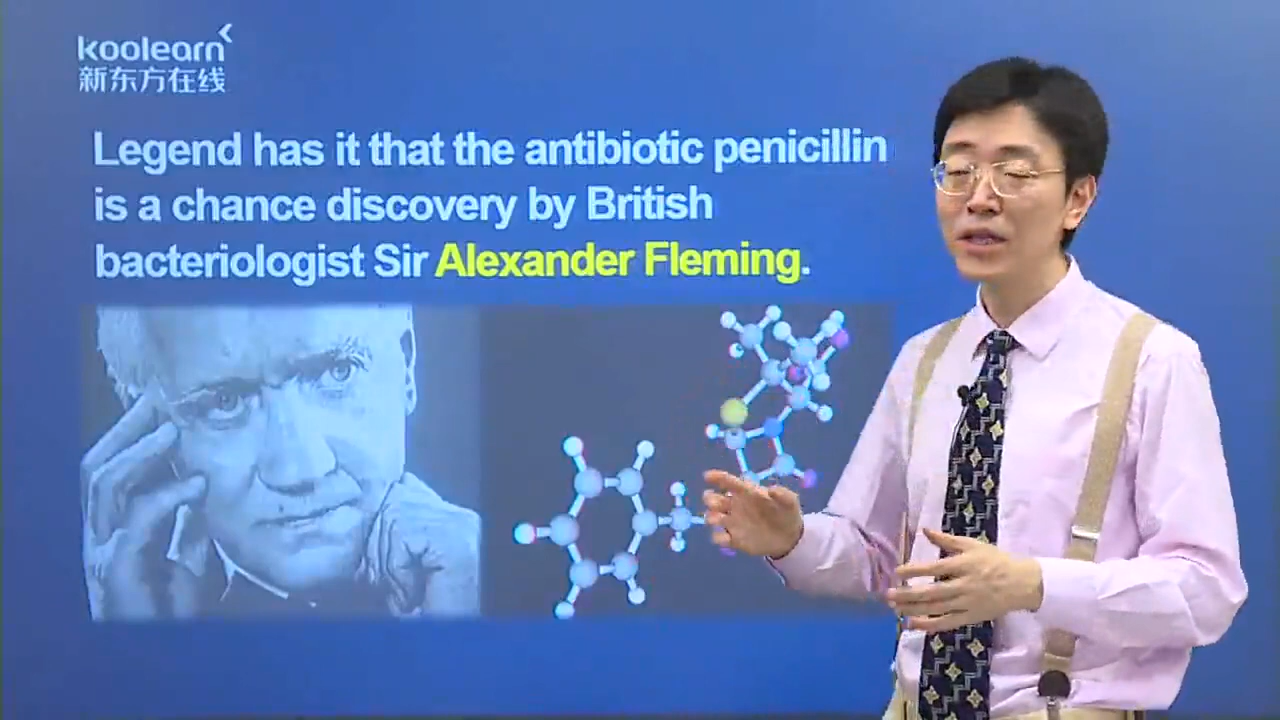 koolearn
新东方在线
Legend has it that the antibiotic penicillin
is a chance discovery by British
bacteriologist Sir Alexander Fleming.